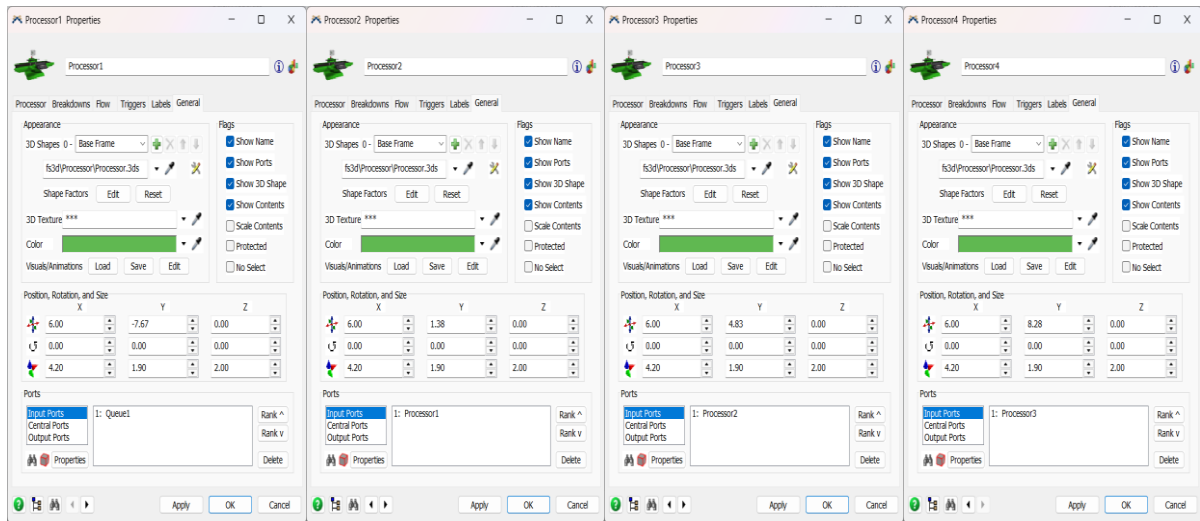 Processor1 Properties
Processor1
Processor Breakdowns Flow Triggers Labels General
Appearance
3D Shapes 0 - Base Frame
fs3d\Processor\Processor.3ds
Shape Factors Edit Reset
3D Texture ***
Color
Visuals/Animations Load Save Edit
Flags
Show Name
Show Ports
Show 3D Shape
Show Contents
Scale Contents
Protected
No Select
Position, Rotation, and Size
X Y Z
6.00 -7.67 0.00
0.00 0.00 0.00
4.20 1.90 2.00
Ports
Input Ports
Central Ports
Output Ports
1: Queue1
Rank ^
Rank v
Properties
Delete
Apply OK Cancel
Processor2 Properties
Processor2
Processor Breakdowns Flow Triggers Labels General
Appearance
3D Shapes 0 - Base Frame
fs3d\Processor\Processor.3ds
Shape Factors Edit Reset
3D Texture ***
Color
Visuals/Animations Load Save Edit
Flags
Show Name
Show Ports
Show 3D Shape
Show Contents
Scale Contents
Protected
No Select
Position, Rotation, and Size
X Y Z
6.00 1.38 0.00
0.00 0.00 0.00
4.20 1.90 2.00
Ports
Input Ports
Central Ports
Output Ports
1: Processor1
Rank ^
Rank v
Properties
Delete
Apply OK Cancel
Processor3 Properties
Processor3
Processor Breakdowns Flow Triggers Labels General
Appearance
3D Shapes 0 - Base Frame
fs3d\Processor\Processor.3ds
Shape Factors Edit Reset
3D Texture ***
Color
Visuals/Animations Load Save Edit
Flags
Show Name
Show Ports
Show 3D Shape
Show Contents
Scale Contents
Protected
No Select
Position, Rotation, and Size
X Y Z
6.00 4.83 0.00
0.00 0.00 0.00
4.20 1.90 2.00
Ports
Input Ports
Central Ports
Output Ports
1: Processor2
Rank ^
Rank v
Properties
Delete
Apply OK Cancel
Processor4 Properties
Processor4
Processor Breakdowns Flow Triggers Labels General
Appearance
3D Shapes 0 - Base Frame
fs3d\Processor\Processor.3ds
Shape Factors Edit Reset
3D Texture ***
Color
Visuals/Animations Load Save Edit
Flags
Show Name
Show Ports
Show 3D Shape
Show Contents
Scale Contents
Protected
No Select
Position, Rotation, and Size
X Y Z
6.00 8.28 0.00
0.00 0.00 0.00
4.20 1.90 2.00
Ports
Input Ports
Central Ports
Output Ports
1: Processor3
Rank ^
Rank v
Properties
Delete
Apply OK Cancel